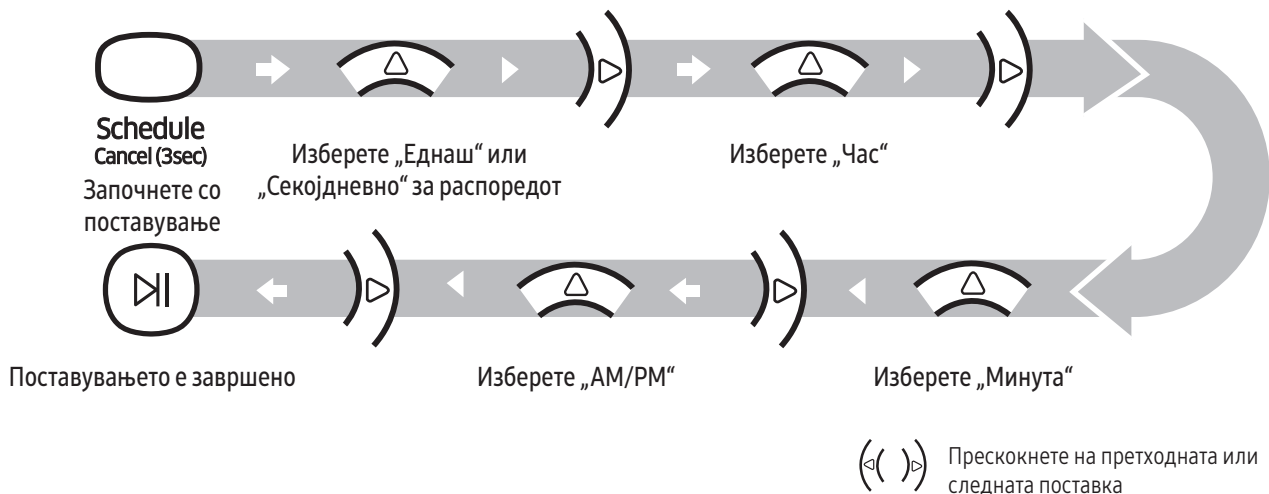 Schedule
Cancel (3sec)
Започнете со
поставување
Изберете „Еднаш“ или
„Секојдневно“ за распоредот
Изберете „Час“
Изберете „Минута“
Изберете „AM/PM“
Поставувањето е завршено
Прескокнете на претходната или
следната поставка